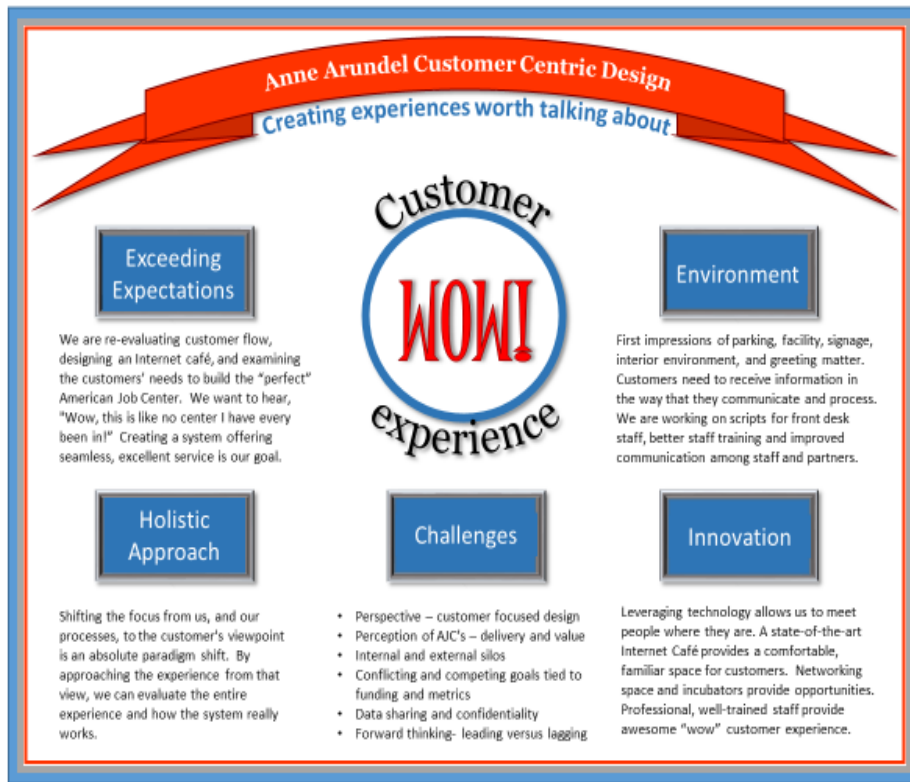 Anne Arundel Customer Centric Design
Creating experiences worth talking about
Customer
WOW!
experience
Exceeding
Expectations
We are re-evaluating customer flow,
designing an Internet café, and examining
the customers' needs to build the “perfect”
American Job Center. We want to hear,
"Wow, this is like no center I have every
been in!” Creating a system offering
seamless, excellent service is our goal.
Environment
First impressions of parking, facility, signage,
interior environment, and greeting matter.
Customers need to receive information in
the way that they communicate and process.
We are working on scripts for front desk
staff, better staff training and improved
communication among staff and partners.
Holistic
Approach
Shifting the focus from us, and our
processes, to the customer's viewpoint
is an absolute paradigm shift. By
approaching the experience from that
view, we can evaluate the entire
experience and how the system really
works.
Challenges
• Perspective – customer focused design
• Perception of AJC's – delivery and value
• Internal and external silos
• Conflicting and competing goals tied to
funding and metrics
• Data sharing and confidentiality
• Forward thinking- leading versus lagging
Innovation
Leveraging technology allows us to meet
people where they are. A state-of-the-art
Internet Café provides a comfortable,
familiar space for customers. Networking
space and incubators provide opportunities.
Professional, well-trained staff provide
awesome “wow” customer experience.